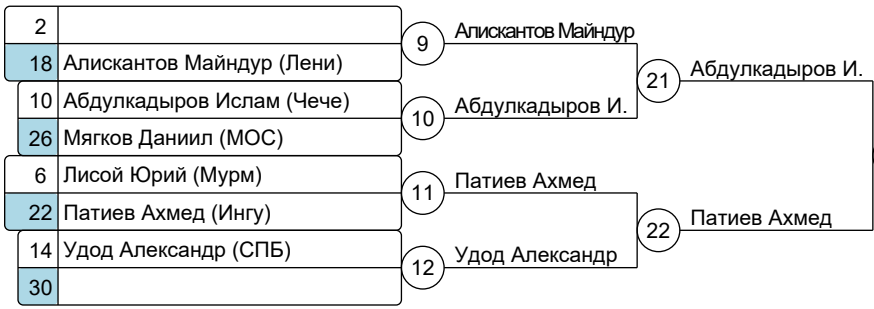 2
18 Алискантов Майндур (Лени)
10 Абдулкадыров Ислам (Чече)
26 Мягков Даниил (МОС)
6 Лисой Юрий (Мурм)
22 Патиев Ахмед (Ингу)
14 Удод Александр (СПБ)
30
9
Алискантов Майндур
10
Абдулкадыров И.
11
Патиев Ахмед
12
Удод Александр
21
Абдулкадыров И.
22
Патиев Ахмед